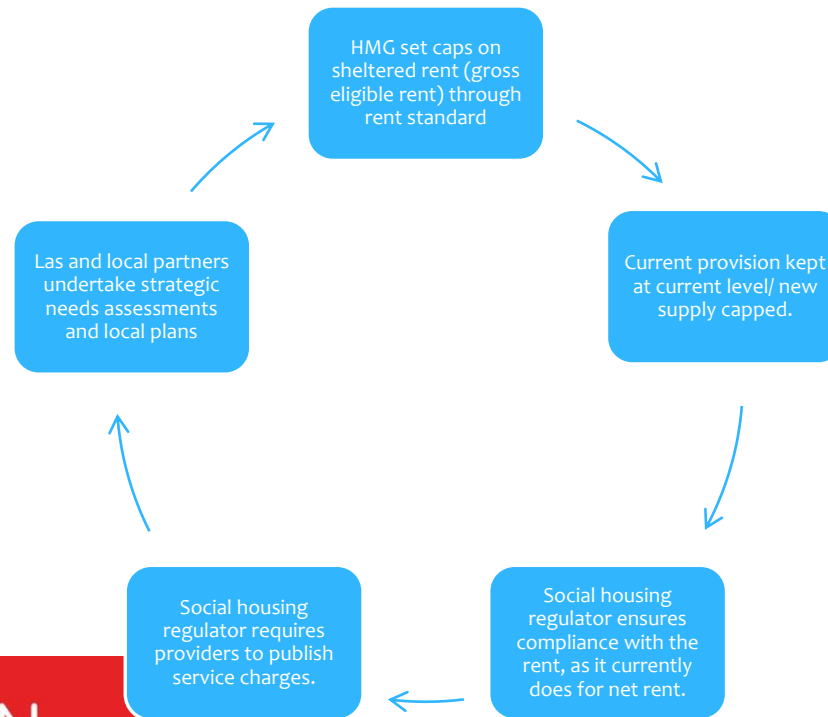 HMG set caps on
sheltered rent (gross
eligible rent) through
rent standard
Current provision kept
at current level/ new
supply capped.
Social housing
regulator ensures
compliance with the
rent, as it currently
does for net rent.
Social housing
regulator requires
providers to publish
service charges.
Las and local partners
undertake strategic
needs assessments
and local plans